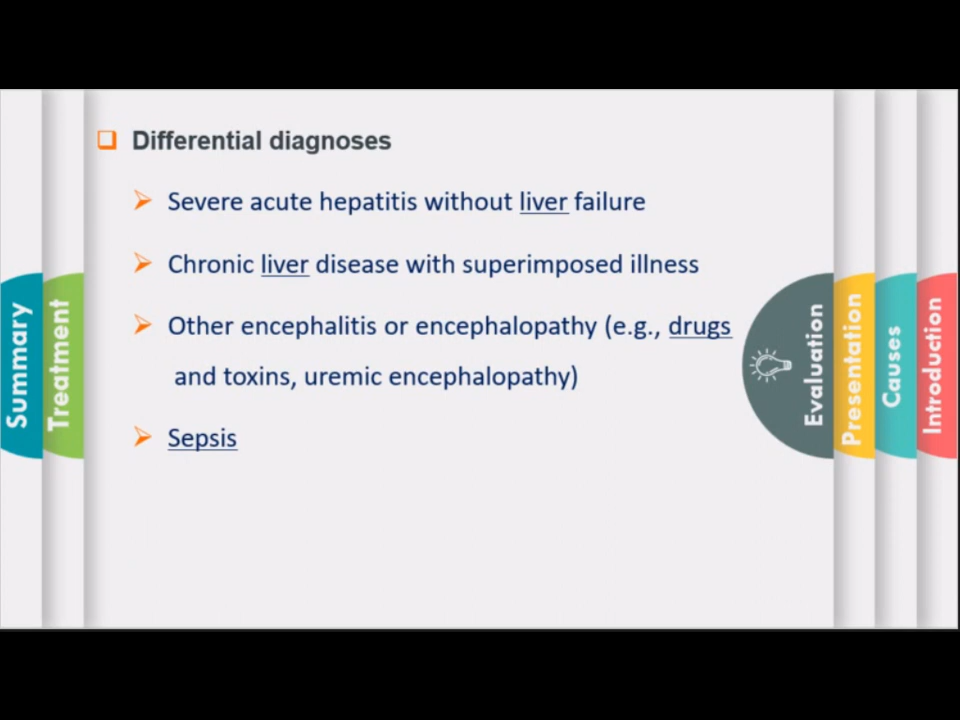 Differential diagnoses
Severe acute hepatitis without liver failure
Chronic liver disease with superimposed illness
Other encephalitis or encephalopathy (e.g., drugs
and toxins, uremic encephalopathy)
Sepsis
Summary
Treatment
Evaluation
Presentation
Causes
Introduction